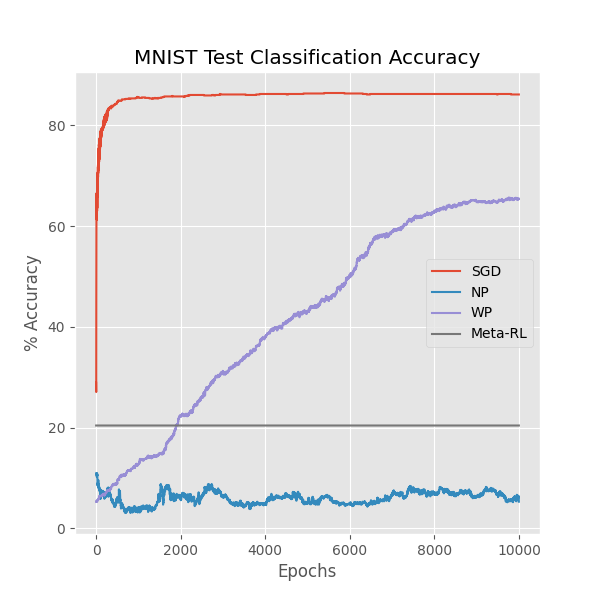 MNIST Test Classification Accuracy
% Accuracy
80
60
40
20
0
SGD
NP
WP
Meta-RL
0 2000 4000 6000 8000 10000
Epochs